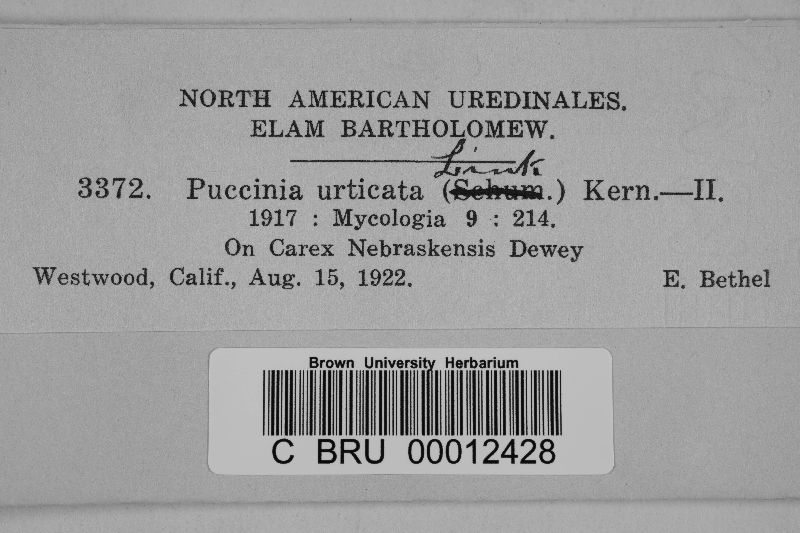 NORTH AMERICAN UREDINALES.
ELAM BARTHOLOMEW.
Link
3372. Puccinia urticata (Schum.) Kern.—II.
1917 : Mycologia 9 : 214.
On Carex Nebraskensis Dewey
Westwood, Calif., Aug. 15, 1922. E. Bethel
Brown University Herbarium
C BRU 00012428